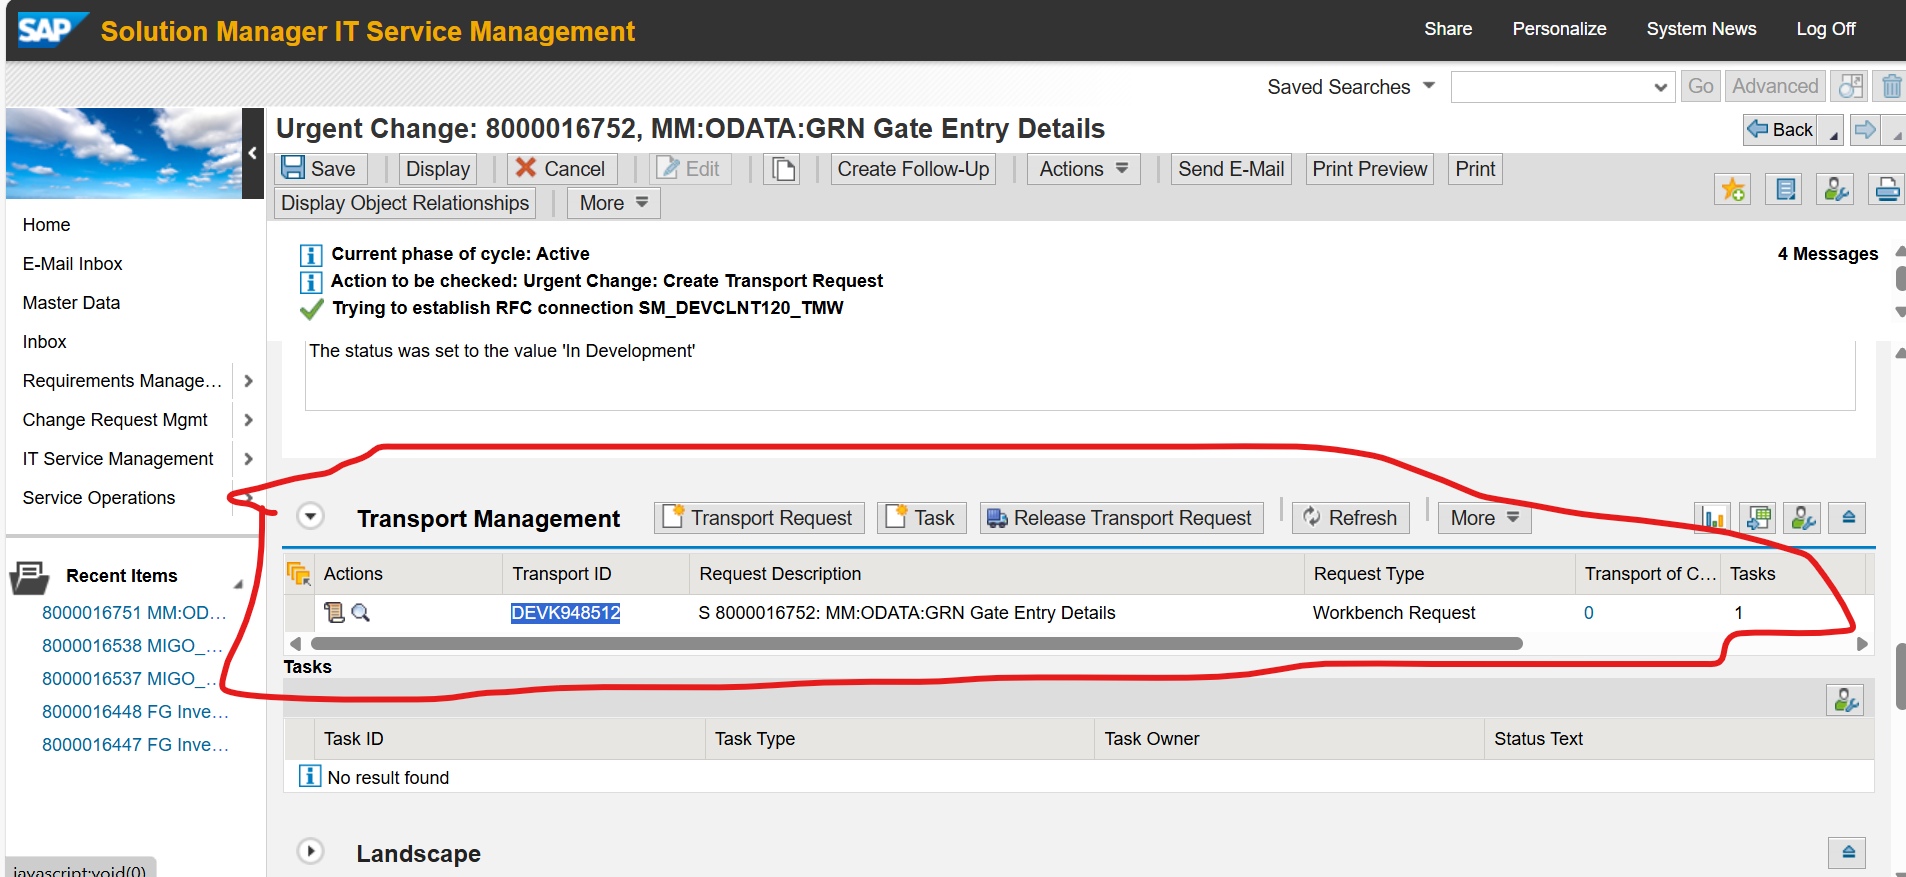 SAP Solution Manager IT Service Management Share Personalize System News Log Off
Saved Searches Go Advanced
Urgent Change: 8000016752, MM:ODATA:GRN Gate Entry Details Back
Save Display Cancel Edit Create Follow-Up Actions Send E-Mail Print Preview Print
Display Object Relationships More
Home
E-Mail Inbox
Master Data
Inbox
Requirements Manage...
Change Request Mgmt
IT Service Management
Service Operations
Recent Items
8000016751 MM:OD...
8000016538 MIGO_...
8000016537 MIGO_...
8000016448 FG Inve...
8000016447 FG Inve...
Current phase of cycle: Active 4 Messages
Action to be checked: Urgent Change: Create Transport Request
Trying to establish RFC connection SM_DEVCLNT120_TMW
The status was set to the value 'In Development'
Transport Management Transport Request Task Release Transport Request Refresh More
Actions Transport ID Request Description Request Type Transport of C... Tasks
DEVK948512 S 8000016752: MM:ODATA:GRN Gate Entry Details Workbench Request 0 1
Tasks
Task ID Task Type Task Owner Status Text
No result found
Landscape
javascript:void(0)